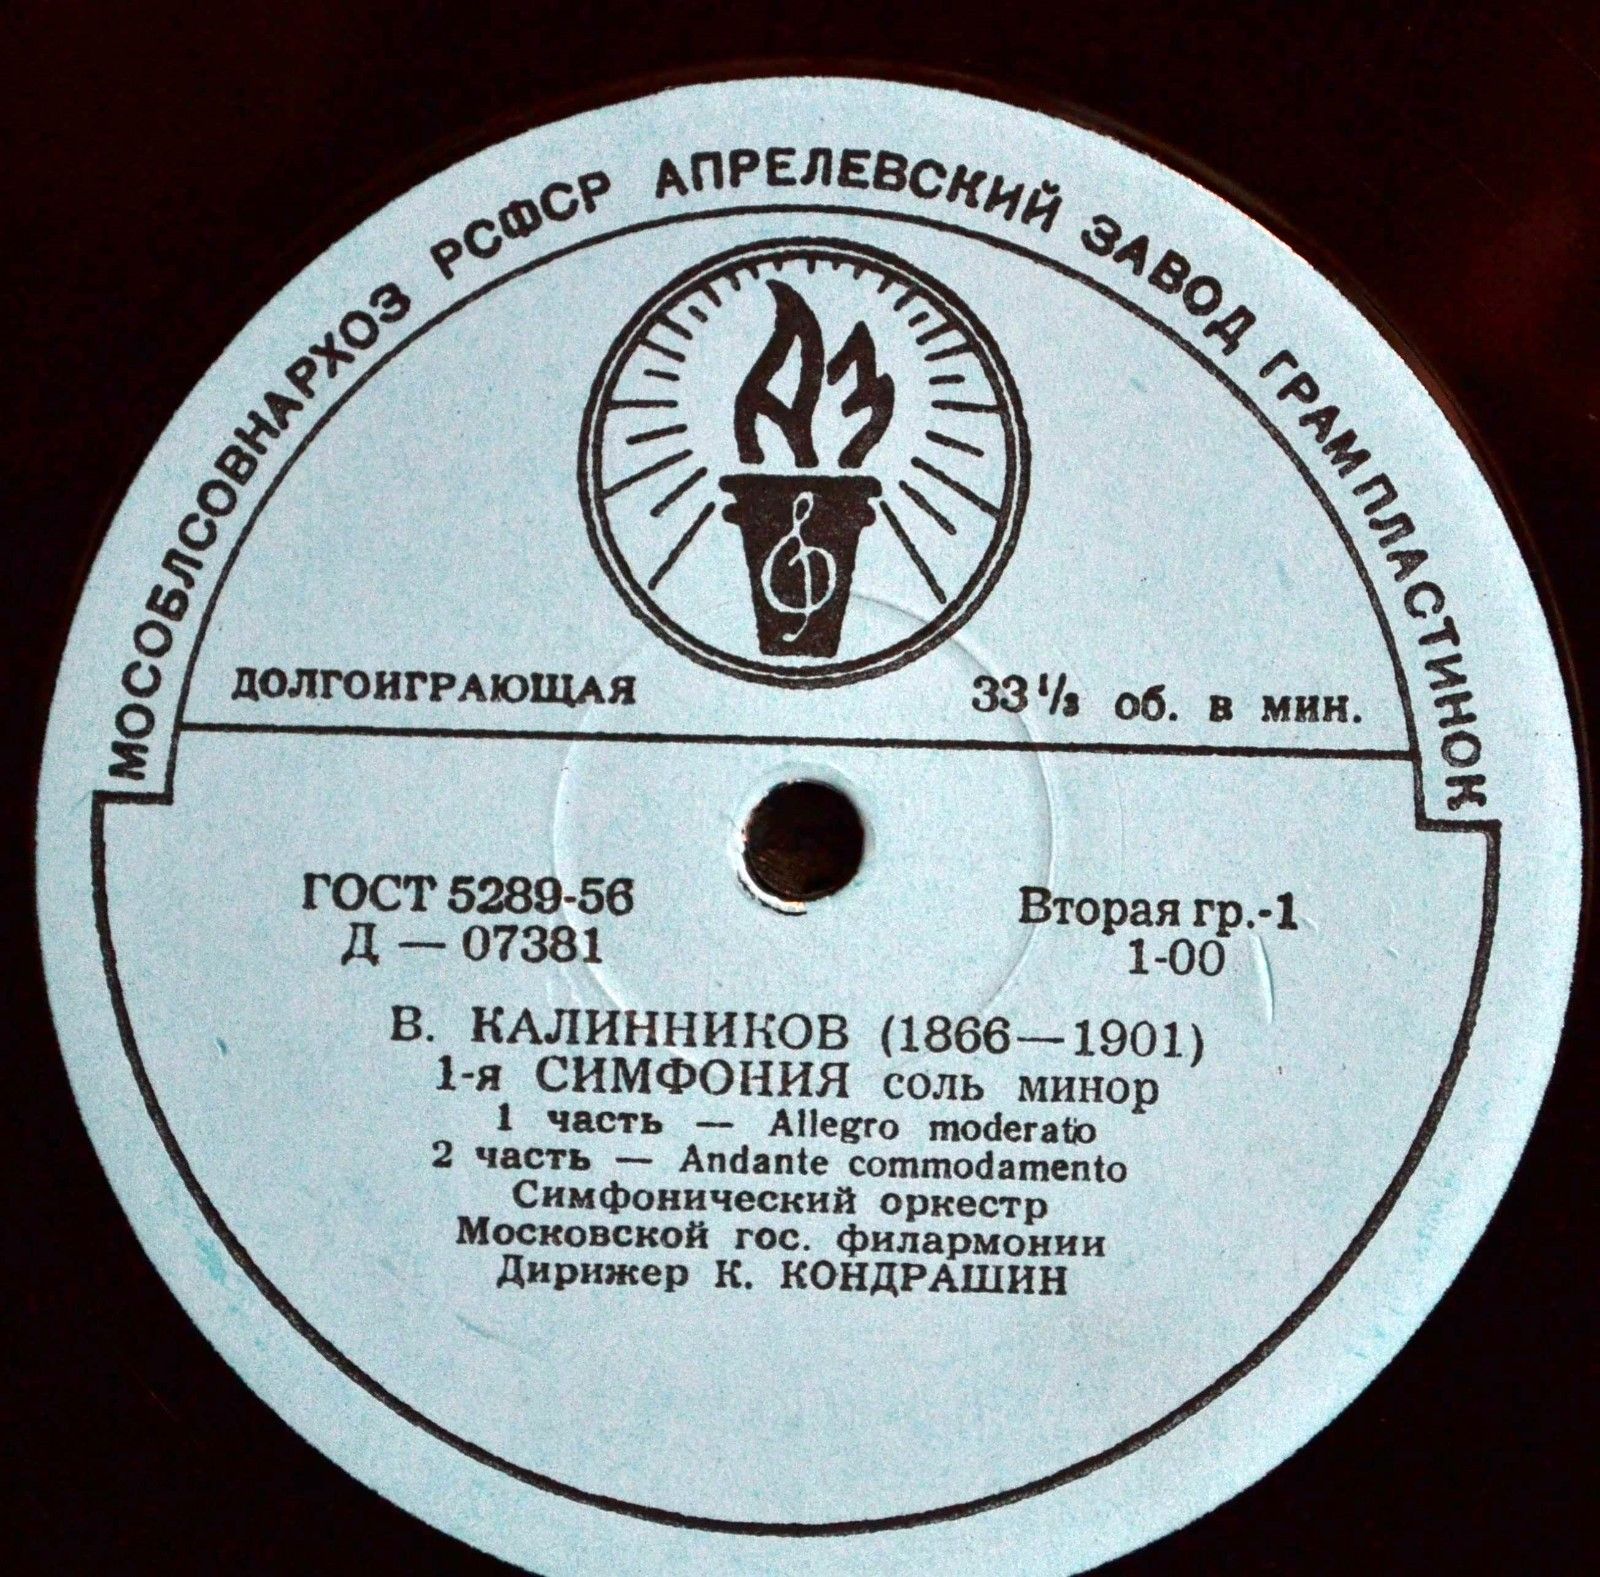 МОСОБЛСОВНАРХОЗ РСФСР АПРЕЛЕВСКИЙ ЗАВОД ГРАМПЛАСТИНОК
АЗ
ДОЛГОИГРАЮЩАЯ
33⅓ об. в мин.
ГОСТ 5289-56
Д — 07381
Вторая гр.-1
1-00
В. КАЛИННИКОВ (1866—1901)
1-я СИМФОНИЯ соль минор
1 часть — Allegro moderato
2 часть — Andante commodamento
Симфонический оркестр
Московской гос. филармонии
Дирижер К. КОНДРАШИН